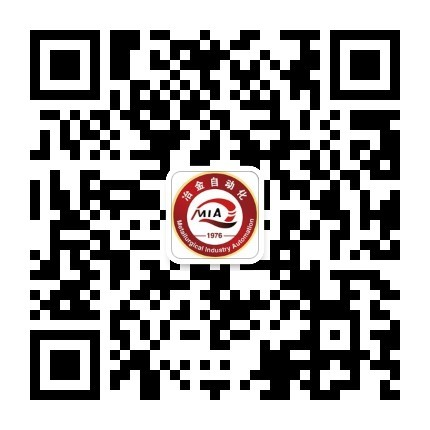 冶金自动化
MIA
1976
Metallurgical Industry Automation